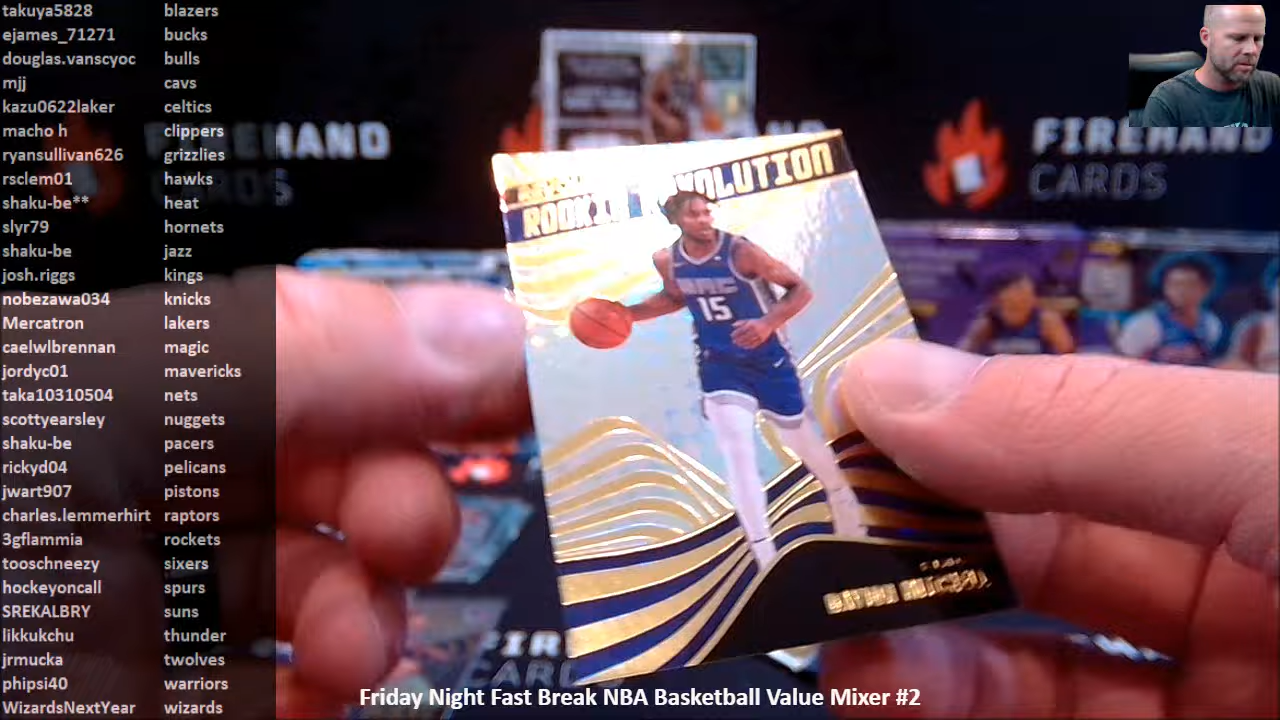 takuya5828 blazers
ejames_71271 bucks
douglas.vanscyoc bulls
mjj cavs
kazu0622laker celtics
macho h clippers
ryansullivan626 grizzlies
rsclem01 hawks
shaku-be** heat
slyr79 hornets
shaku-be jazz
josh.riggs kings
nobezawa034 knicks
Mercatron lakers
caelwlbrennan magic
jordyc01 mavericks
taka10310504 nets
scottyearsley nuggets
shaku-be pacers
rickyd04 pelicans
jwart907 pistons
charles.lemmerhirt raptors
3gflammia rockets
tooschneezy sixers
hockeyoncall spurs
SREKALBRY suns
likkukchu thunder
jrmucka twolves
phipsi40 warriors
WizardsNextYear wizards
FIREHAND
CARDS
ROOKIE REVOLUTION
SAC
15
Friday Night Fast Break NBA Basketball Value Mixer #2